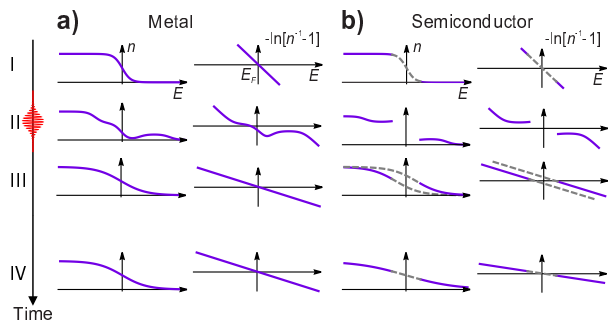 a) Metal
b) Semiconductor
I
n
E
-ln[n⁻¹-1]
E_F
E
n
E
-ln[n⁻¹-1]
E
II
III
IV
Time